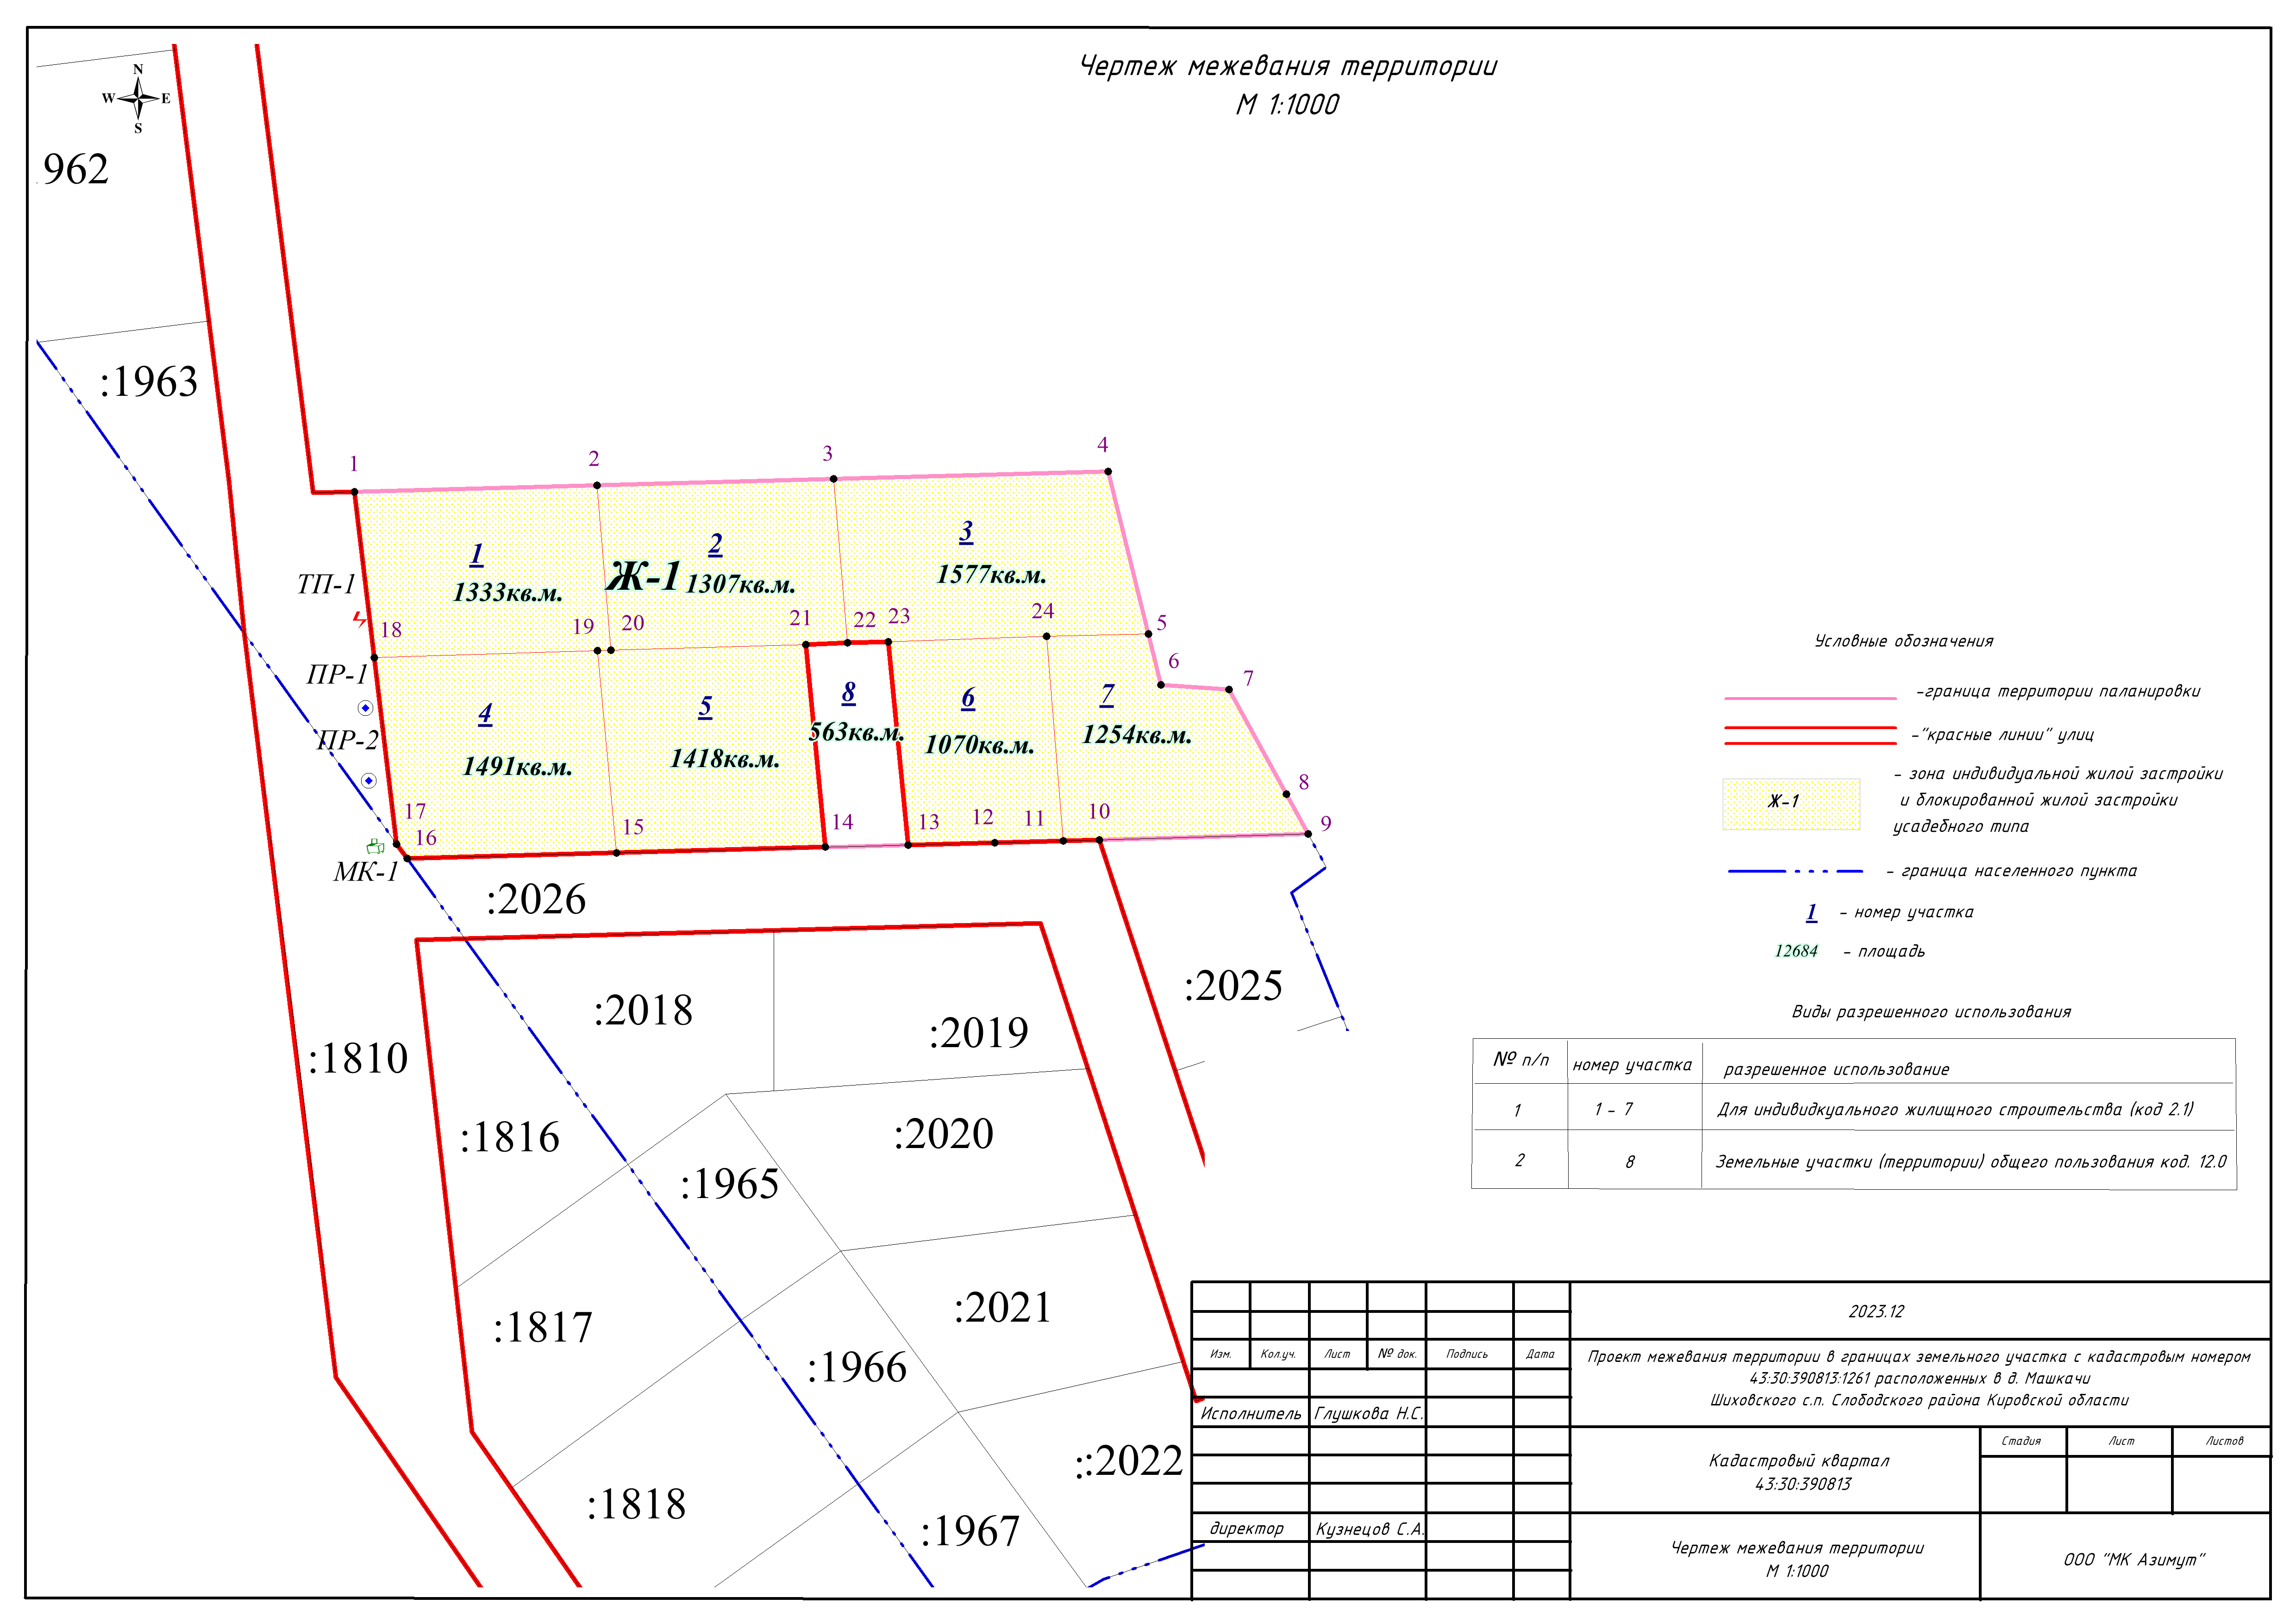 Чертеж межевания территории
М 1:1000
N
W E
S
962
:1963
1
2
3
4
1
2
3
1333кв.м.
Ж-1
1307кв.м.
1577кв.м.
ТП-1
18
19
20
21
22
23
24
5
6
7
ПР-1
ПР-2
4
1491кв.м.
5
1418кв.м.
8
563кв.м.
6
1070кв.м.
7
1254кв.м.
8
9
17
16
15
14
13
12
11
10
МК-1
:2026
:2018
:2019
:2025
:1810
:1816
:1965
:2020
:1817
:1966
:2021
:1818
:1967
::2022
Условные обозначения
-граница территории паланировки
-"красные линии" улиц
Ж-1
- зона индивидуальной жилой застройки
и блокированной жилой застройки
усадебного типа
- граница населенного пункта
1 - номер участка
12684 - площадь
Виды разрешенного использования
№ п/п номер участка разрешенное использование
1 1 - 7 Для индивидкуального жилищного строительства (код 2.1)
2 8 Земельные участки (территории) общего пользования код. 12.0
2023.12
Изм. Кол.уч. Лист № док. Подпись Дата
Проект межевания территории в границах земельного участка с кадастровым номером
43:30:390813:1261 расположенных в д. Машкачи
Шиховского с.п. Слободского района Кировской области
Исполнитель Глушкова Н.С.
Кадастровый квартал
43:30:390813
Стадия Лист Листов
директор Кузнецов С.А.
Чертеж межевания территории
М 1:1000
ООО "МК Азимут"